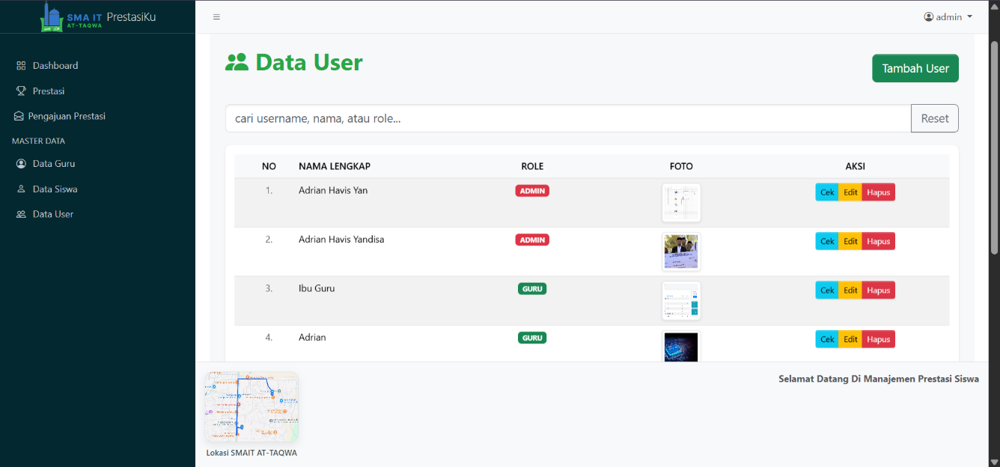 SMA IT
AT-TAQWA
PrestasiKu
admin
Dashboard
Prestasi
Pengajuan Prestasi
MASTER DATA
Data Guru
Data Siswa
Data User
Data User
Tambah User
cari username, nama, atau role...
Reset
NO NAMA LENGKAP ROLE FOTO AKSI
1. Adrian Havis Yan ADMIN Cek Edit Hapus
2. Adrian Havis Yandisa ADMIN Cek Edit Hapus
3. Ibu Guru GURU Cek Edit Hapus
4. Adrian GURU Cek Edit Hapus
Selamat Datang Di Manajemen Prestasi Siswa
Lokasi SMAIT AT-TAQWA